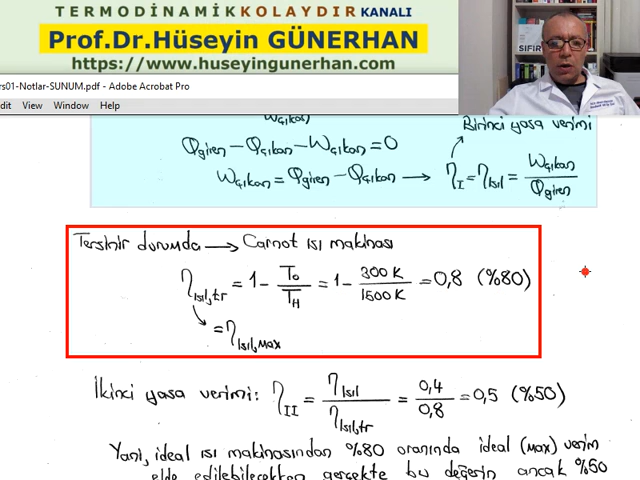 TERMODİNAMİKKOLAYDIR KANALI
Prof.Dr.Hüseyin GÜNERHAN
https://www.huseyingunerhan.com
SIFIR
rs01-Notlar-SUNUM.pdf - Adobe Acrobat Pro
dit View Window Help
Wçıkan
Qgiren − Qçıkan − Wçıkan = 0
Birinci yasa verimi
Wçıkan = Qgiren − Qçıkan → η_I = η_ısıl = Wçıkan / Qgiren
Tersinir durumda → Carnot ısı makinası
η_ısıl,tr = 1 − T₀/T_H = 1 − 300 K/1500 K = 0,8 (%80)
= η_ısıl,max
İkinci yasa verimi: η_II = η_ısıl/η_ısıl,tr = 0,4/0,8 = 0,5 (%50)
Yani, ideal ısı makinasından %80 oranında ideal (max) verim
elde edilebilecekken gerçekte bu değerin ancak %50